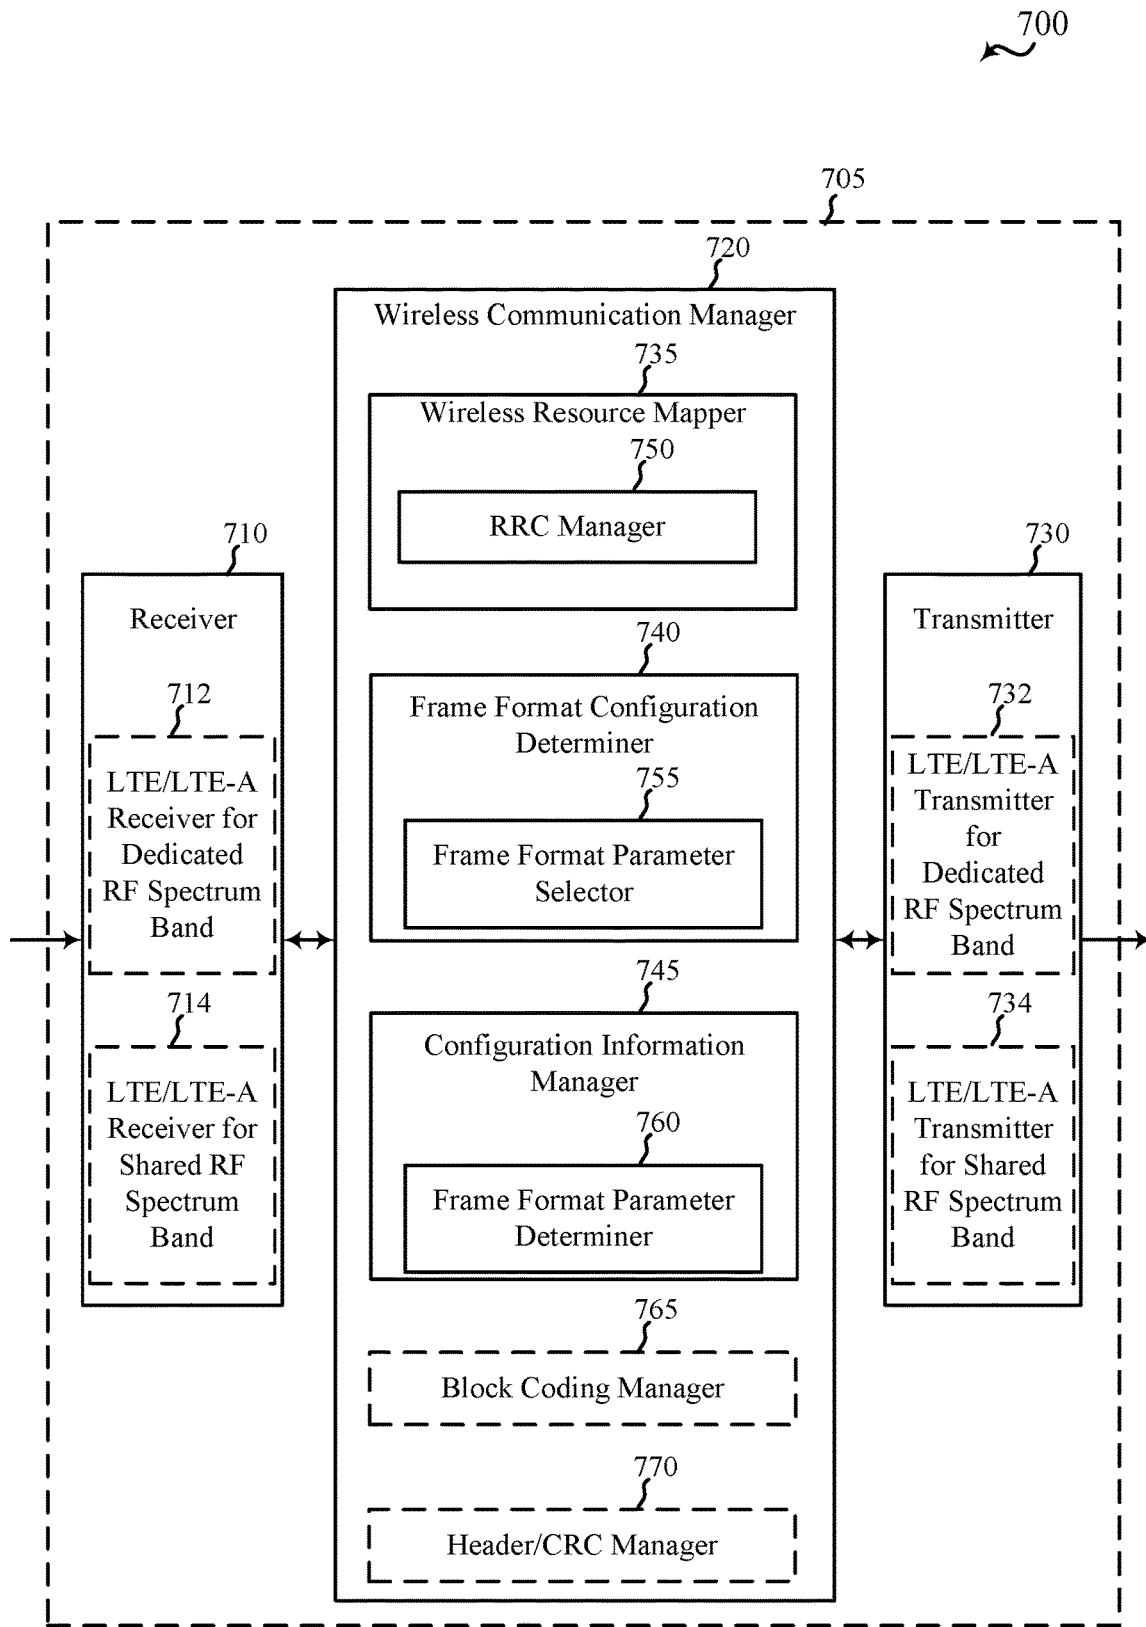 700
705
720
Wireless Communication Manager
735
Wireless Resource Mapper
750
RRC Manager
710
Receiver
712
LTE/LTE-A
Receiver for
Dedicated
RF Spectrum
Band
714
LTE/LTE-A
Receiver for
Shared RF
Spectrum
Band
740
Frame Format Configuration
Determiner
755
Frame Format Parameter
Selector
745
Configuration Information
Manager
760
Frame Format Parameter
Determiner
765
Block Coding Manager
770
Header/CRC Manager
730
Transmitter
732
LTE/LTE-A
Transmitter
for
Dedicated
RF Spectrum
Band
734
LTE/LTE-A
Transmitter
for Shared
RF Spectrum
Band